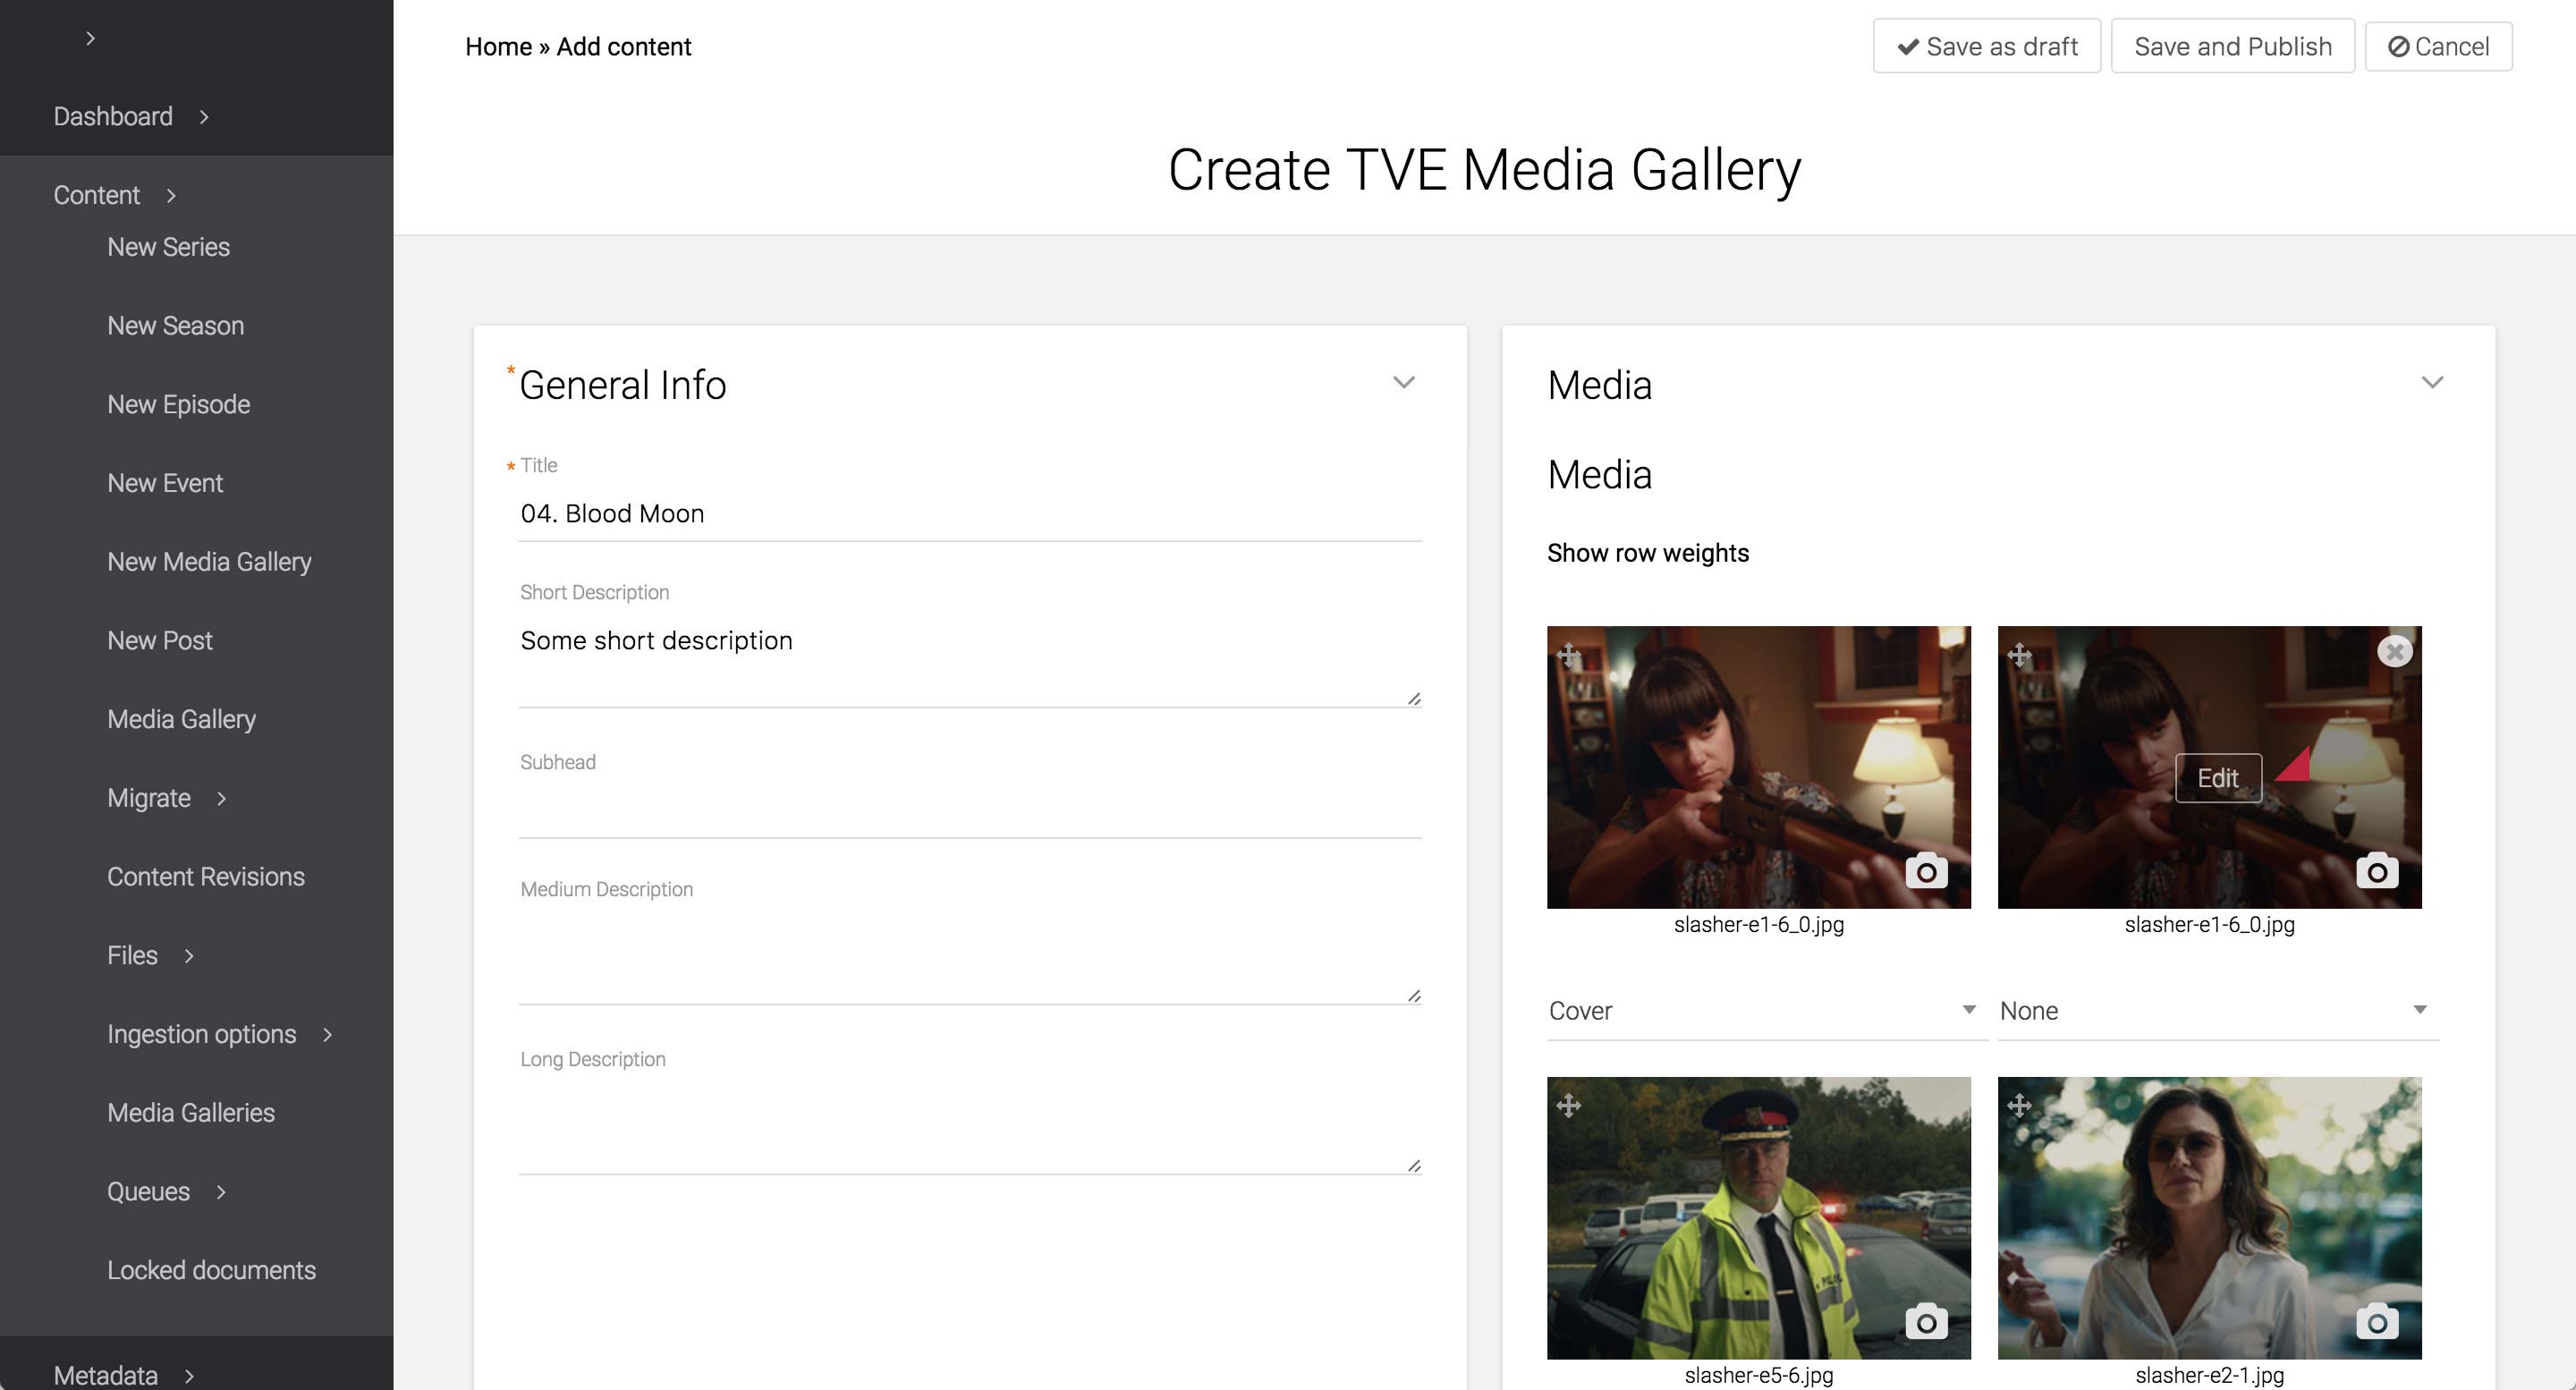 Home » Add content
Save as draft
Save and Publish
Cancel
Dashboard
Content
New Series
New Season
New Episode
New Event
New Media Gallery
New Post
Media Gallery
Migrate
Content Revisions
Files
Ingestion options
Media Galleries
Queues
Locked documents
Metadata
Create TVE Media Gallery
* General Info
* Title
04. Blood Moon
Short Description
Some short description
Subhead
Medium Description
Long Description
Media
Media
Show row weights
Edit
slasher-e1-6_0.jpg
slasher-e1-6_0.jpg
Cover
None
slasher-e5-6.jpg
slasher-e2-1.jpg